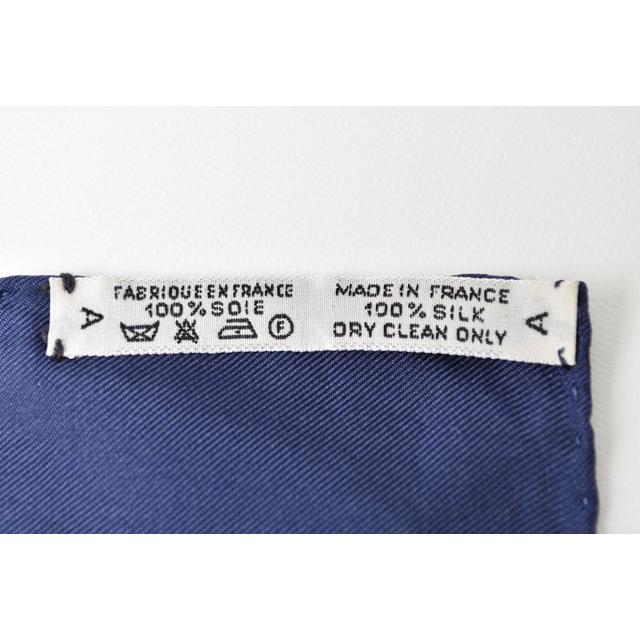 A
FABRIQUE EN FRANCE
100% SOIE
F
MADE IN FRANCE
100% SILK
DRY CLEAN ONLY
A